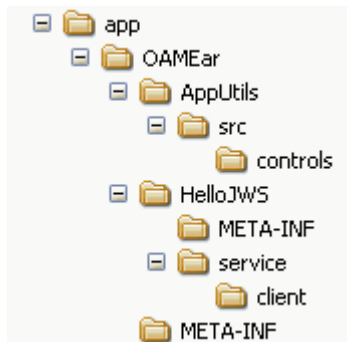 app
OAMEar
AppUtils
src
controls
HelloJWS
META-INF
service
client
META-INF